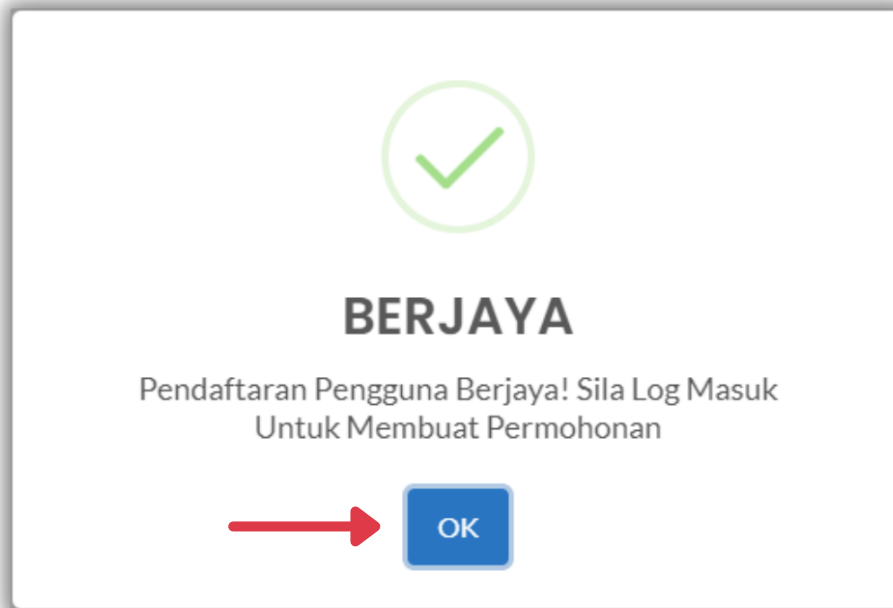 BERJAYA
Pendaftaran Pengguna Berjaya! Sila Log Masuk
Untuk Membuat Permohonan
OK